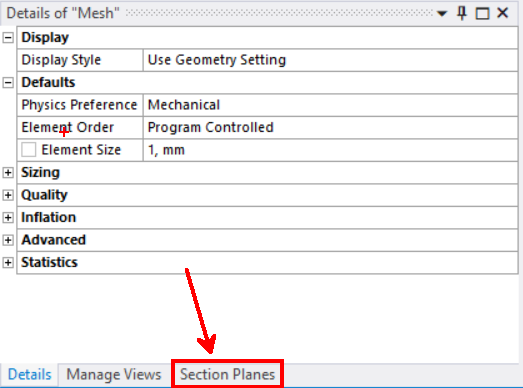 Details of "Mesh"
Display
Display Style Use Geometry Setting
Defaults
Physics Preference Mechanical
Element Order Program Controlled
Element Size 1, mm
Sizing
Quality
Inflation
Advanced
Statistics
Details Manage Views Section Planes